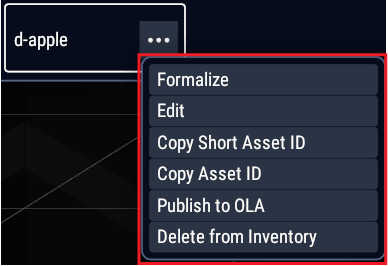 d-apple
Formalize
Edit
Copy Short Asset ID
Copy Asset ID
Publish to OLA
Delete from Inventory